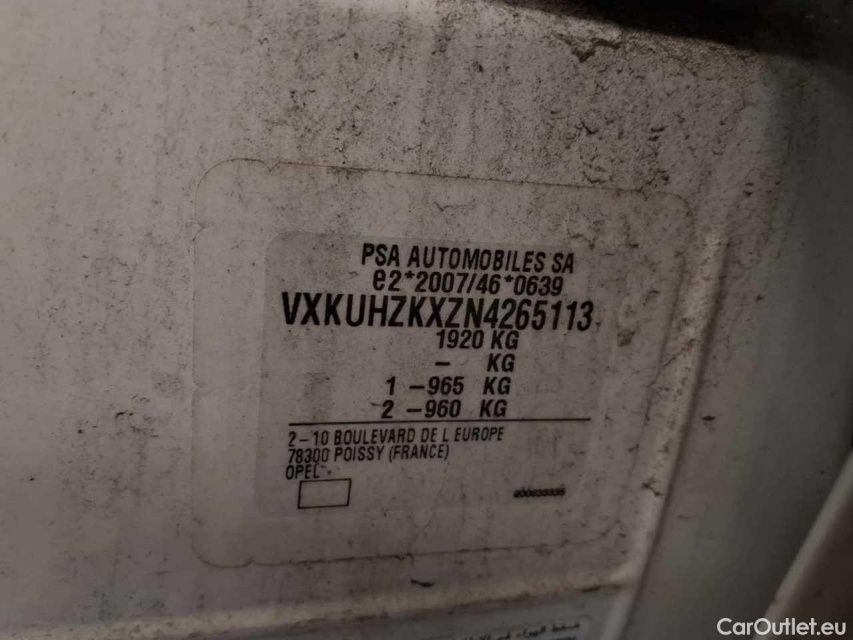 PSA AUTOMOBILES SA
e2*2007/46*0639
VXKUHZKXZN4265113
1920 KG
- KG
1 -965 KG
2 -960 KG
2-10 BOULEVARD DE L EUROPE
78300 POISSY (FRANCE)
OPEL
CarOutlet.eu